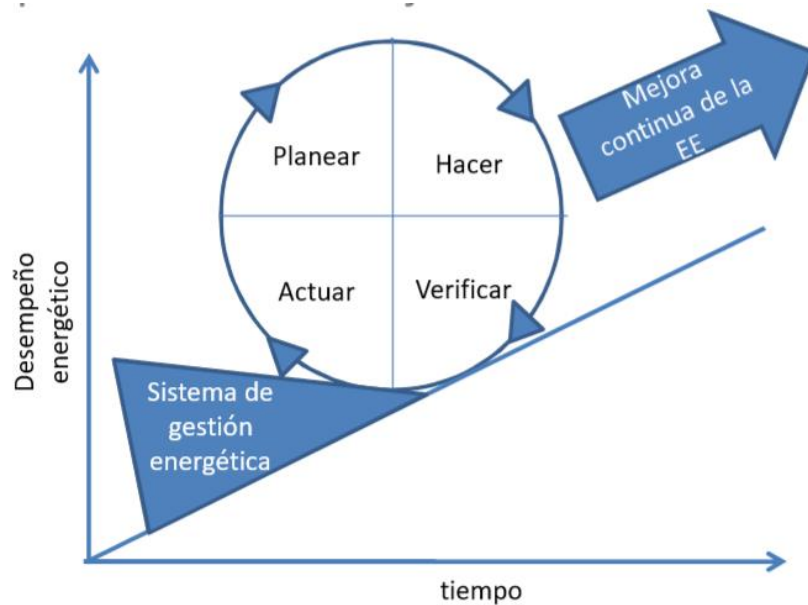 Mejora
continua de la
EE
Planear
Hacer
Actuar
Verificar
Desempeño
energético
Sistema de
gestión
energética
tiempo